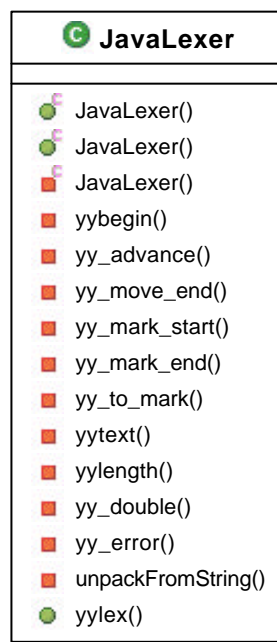 C JavaLexer
C JavaLexer()
C JavaLexer()
C JavaLexer()
yybegin()
yy_advance()
yy_move_end()
yy_mark_start()
yy_mark_end()
yy_to_mark()
yytext()
yylength()
yy_double()
yy_error()
unpackFromString()
yylex()